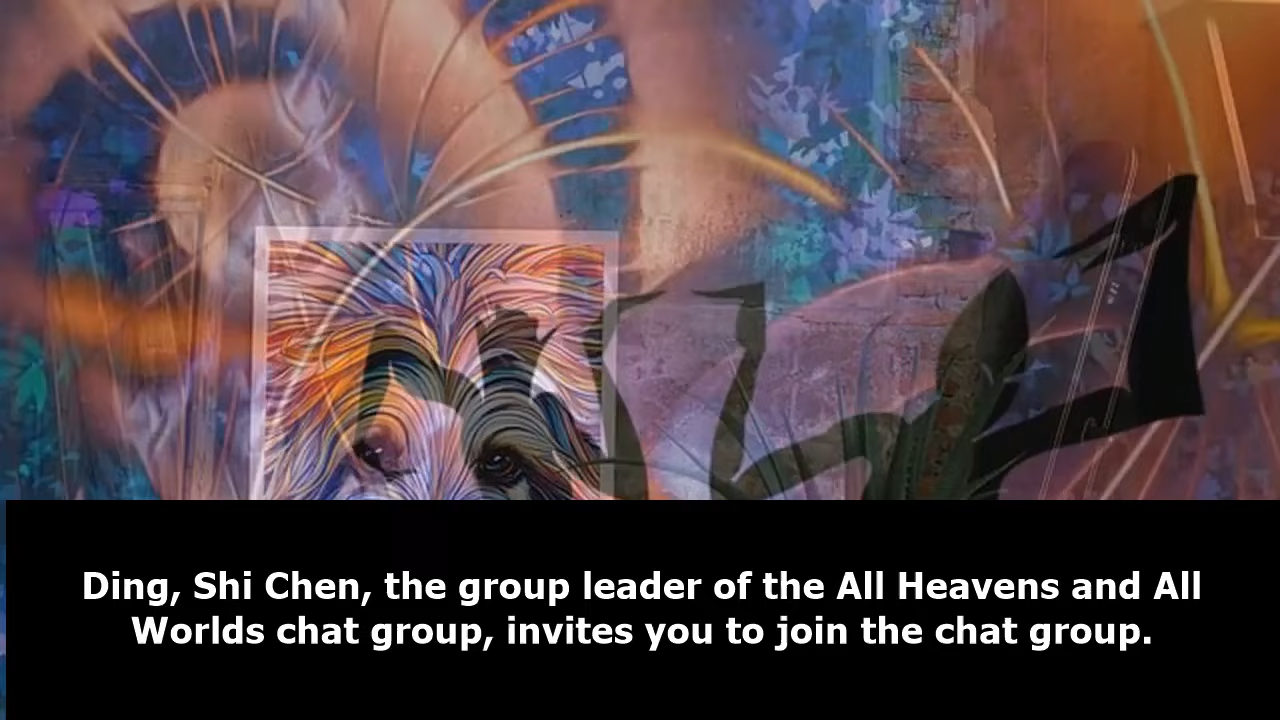 Ding, Shi Chen, the group leader of the All Heavens and All
Worlds chat group, invites you to join the chat group.